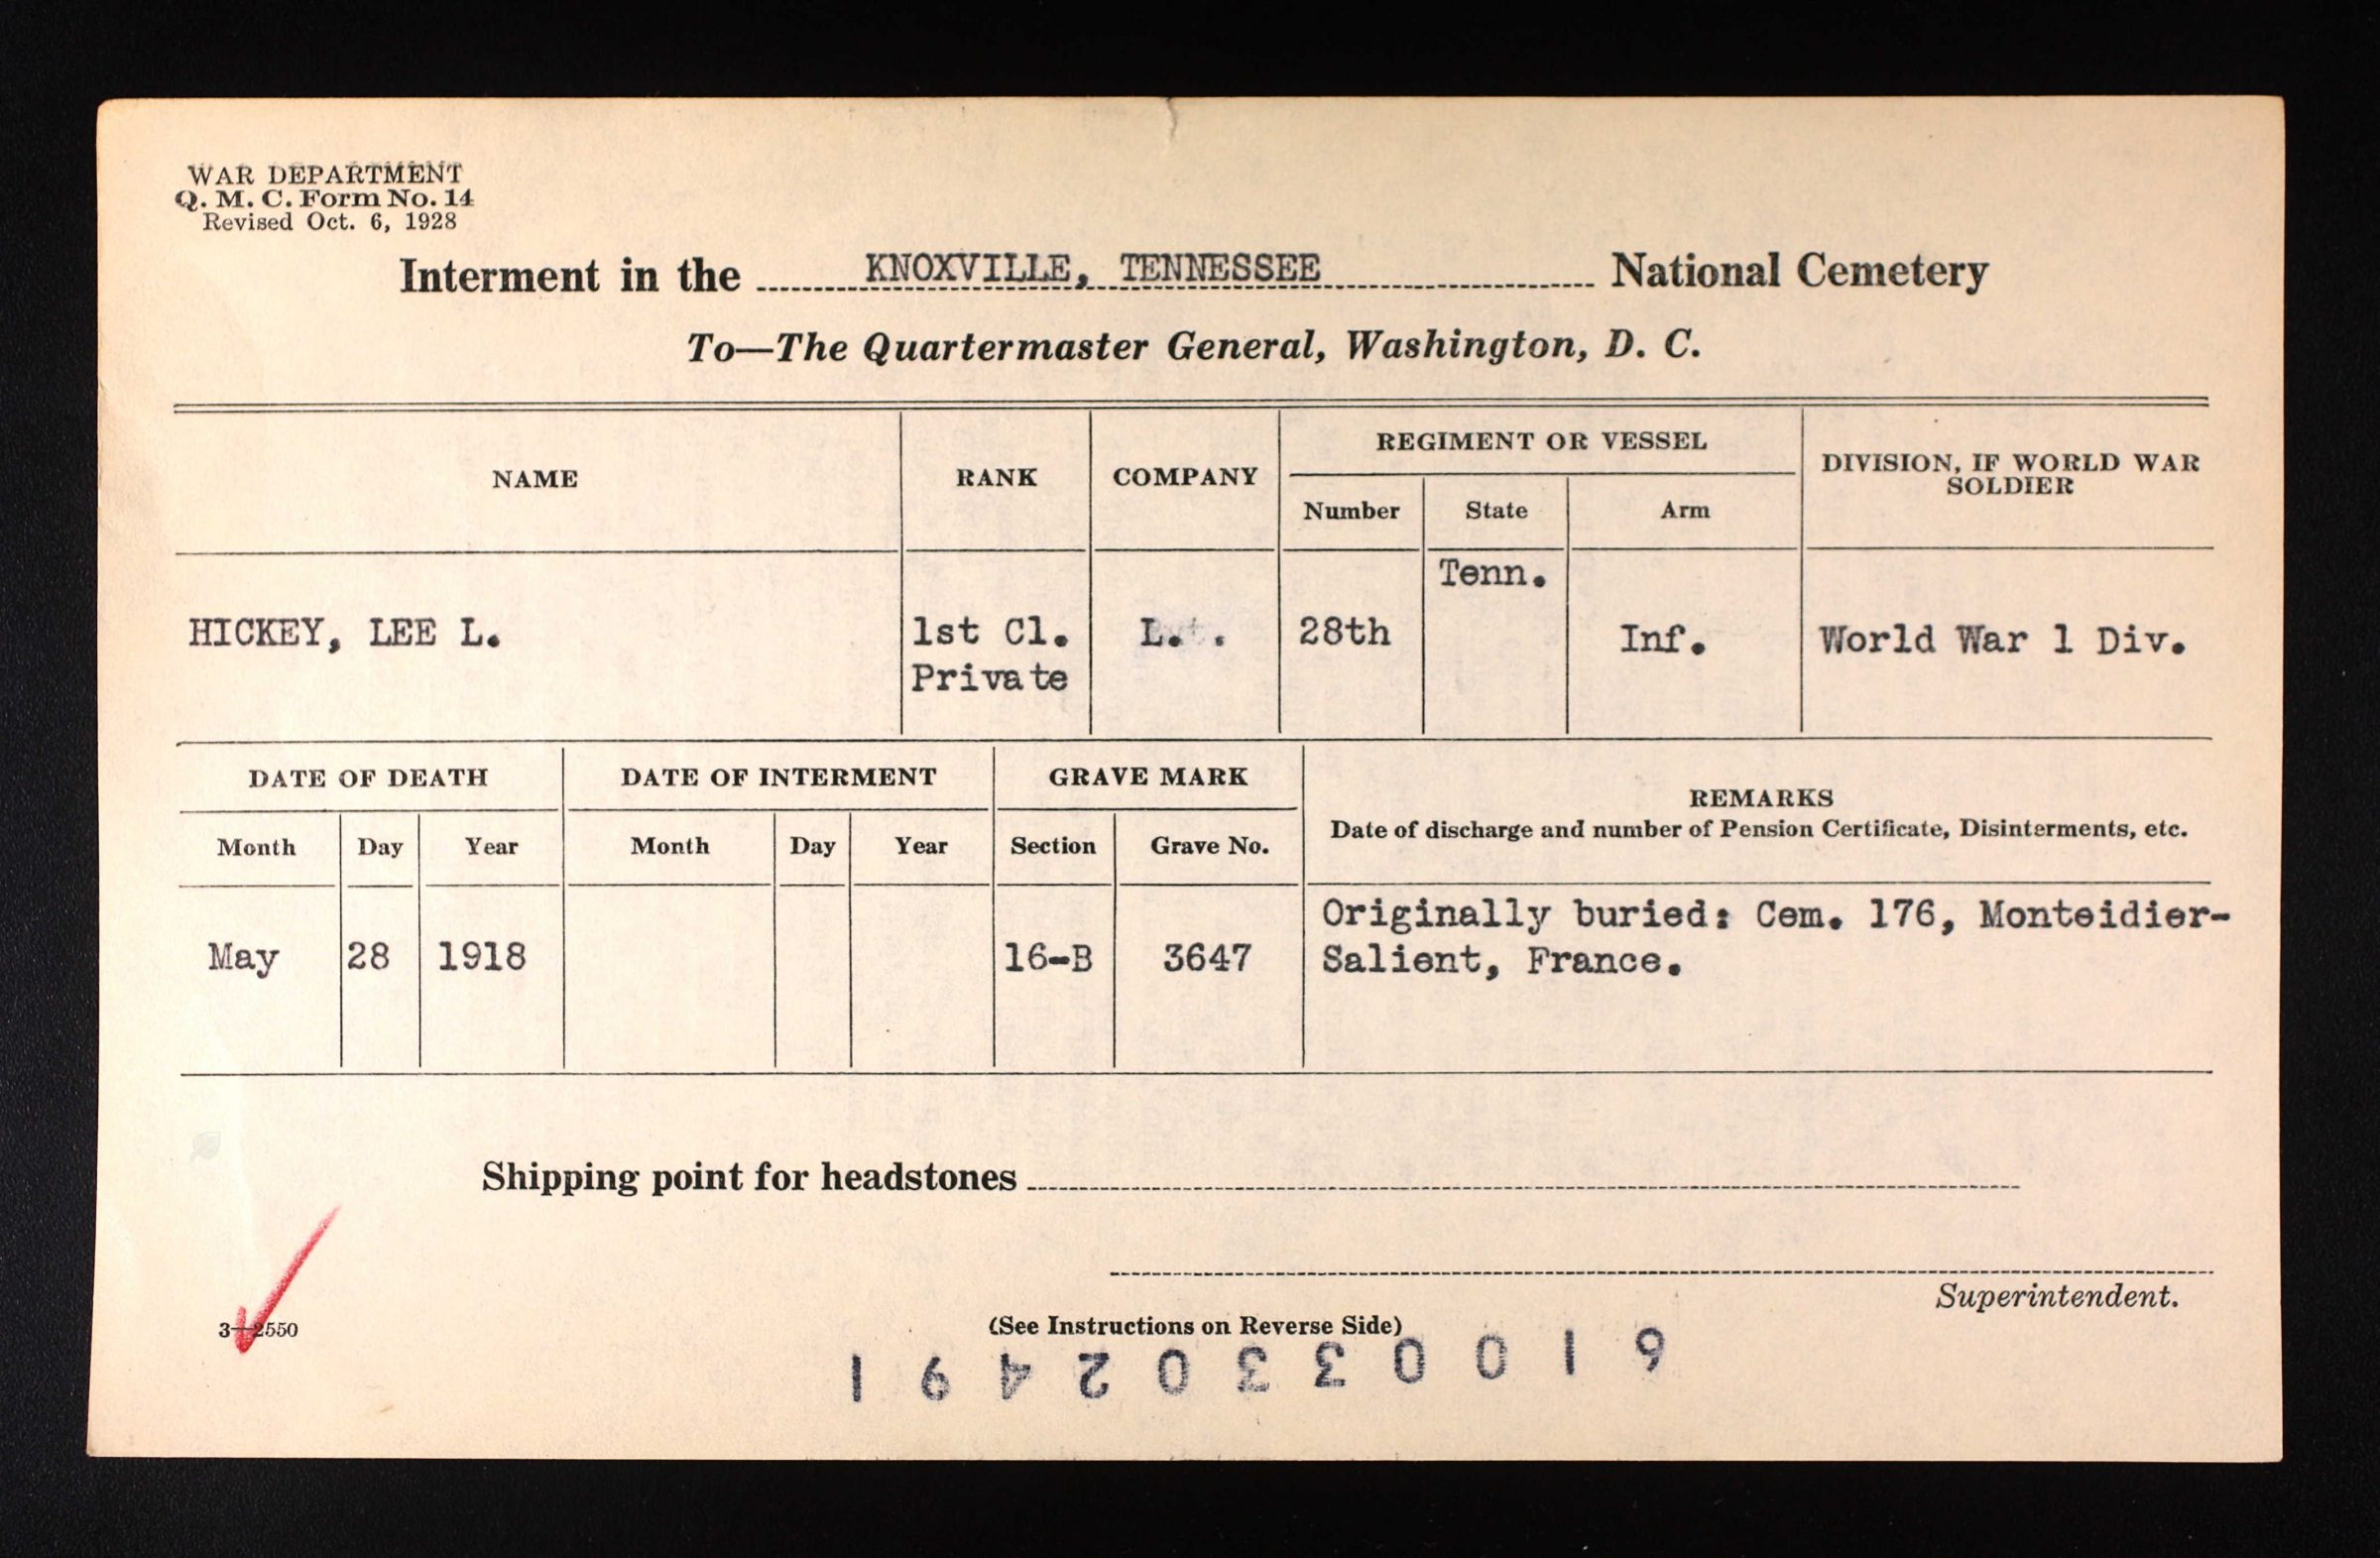 WAR DEPARTMENT
Q. M. C. Form No. 14
Revised Oct. 6, 1928
Interment in the KNOXVILLE, TENNESSEE National Cemetery
To—The Quartermaster General, Washington, D. C.
NAME
RANK
COMPANY
REGIMENT OR VESSEL
Number
State
Arm
DIVISION, IF WORLD WAR
SOLDIER
HICKEY, LEE L.
1st Cl.
Private
L. .
28th
Tenn.
Inf.
World War 1 Div.
DATE OF DEATH
Month
Day
Year
DATE OF INTERMENT
Month
Day
Year
GRAVE MARK
Section
Grave No.
REMARKS
Date of discharge and number of Pension Certificate, Disinterments, etc.
May
28
1918
16-B
3647
Originally buried: Cem. 176, Monteidier-
Salient, France.
Shipping point for headstones
Superintendent.
3—2550
(See Instructions on Reverse Side)
91003302491